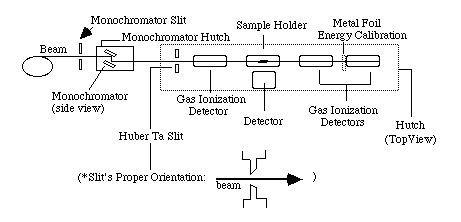 Monochromator Slit
Monochromator Hutch
Sample Holder
Metal Foil
Energy Calibration
Beam
Monochromator
(side view)
Gas Ionization
Detector
Detector
Gas Ionization
Detectors
Hutch
(TopView)
Huber Ta Slit
(*Slit's Proper Orientation:
beam
)